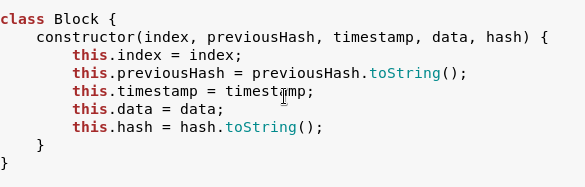 class Block {
    constructor(index, previousHash, timestamp, data, hash) {
        this.index = index;
        this.previousHash = previousHash.toString();
        this.timestamp = timestamp;
        this.data = data;
        this.hash = hash.toString();
    }
}